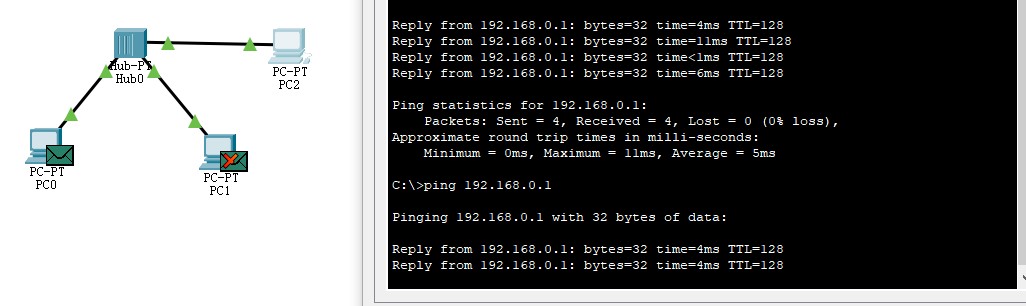 Hub-PT
Hub0
PC-PT
PC2
PC-PT
PC0
PC-PT
PC1
Reply from 192.168.0.1: bytes=32 time=4ms TTL=128
Reply from 192.168.0.1: bytes=32 time=11ms TTL=128
Reply from 192.168.0.1: bytes=32 time<1ms TTL=128
Reply from 192.168.0.1: bytes=32 time=6ms TTL=128
Ping statistics for 192.168.0.1:
Packets: Sent = 4, Received = 4, Lost = 0 (0% loss),
Approximate round trip times in milli-seconds:
Minimum = 0ms, Maximum = 11ms, Average = 5ms
C:\>ping 192.168.0.1
Pinging 192.168.0.1 with 32 bytes of data:
Reply from 192.168.0.1: bytes=32 time=4ms TTL=128
Reply from 192.168.0.1: bytes=32 time=4ms TTL=128